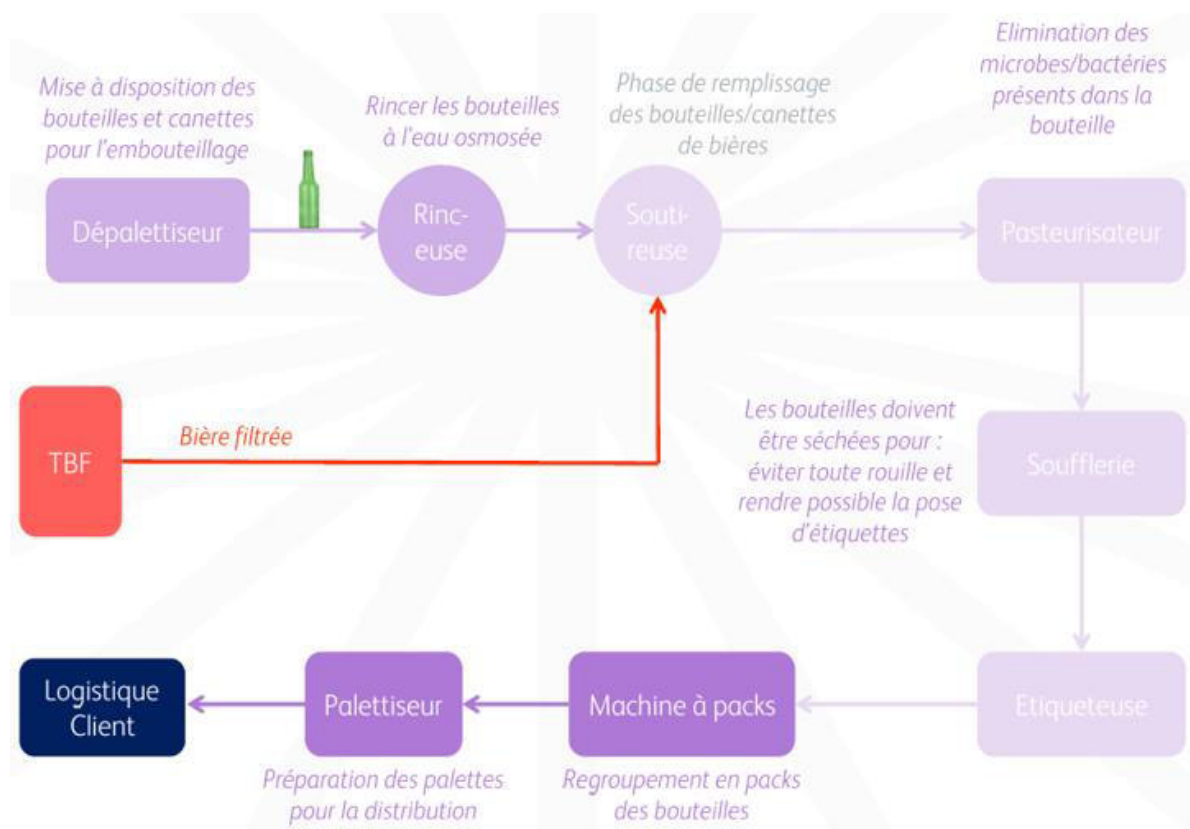 Mise à disposition des
bouteilles et canettes
pour l'embouteillage
Rincer les bouteilles
à l'eau osmosée
Phase de remplissage
des bouteilles/canettes
de bières
Elimination des
microbes/bactéries
présents dans la
bouteille
Dépalettiseur
Rinc-
euse
Souti-
reuse
Pasteurisateur
TBF
Bière filtrée
Les bouteilles doivent
être séchées pour :
éviter toute rouille et
rendre possible la pose
d'étiquettes
Soufflerie
Logistique
Client
Palettiseur
Machine à packs
Etiqueteuse
Préparation des palettes
pour la distribution
Regroupement en packs
des bouteilles